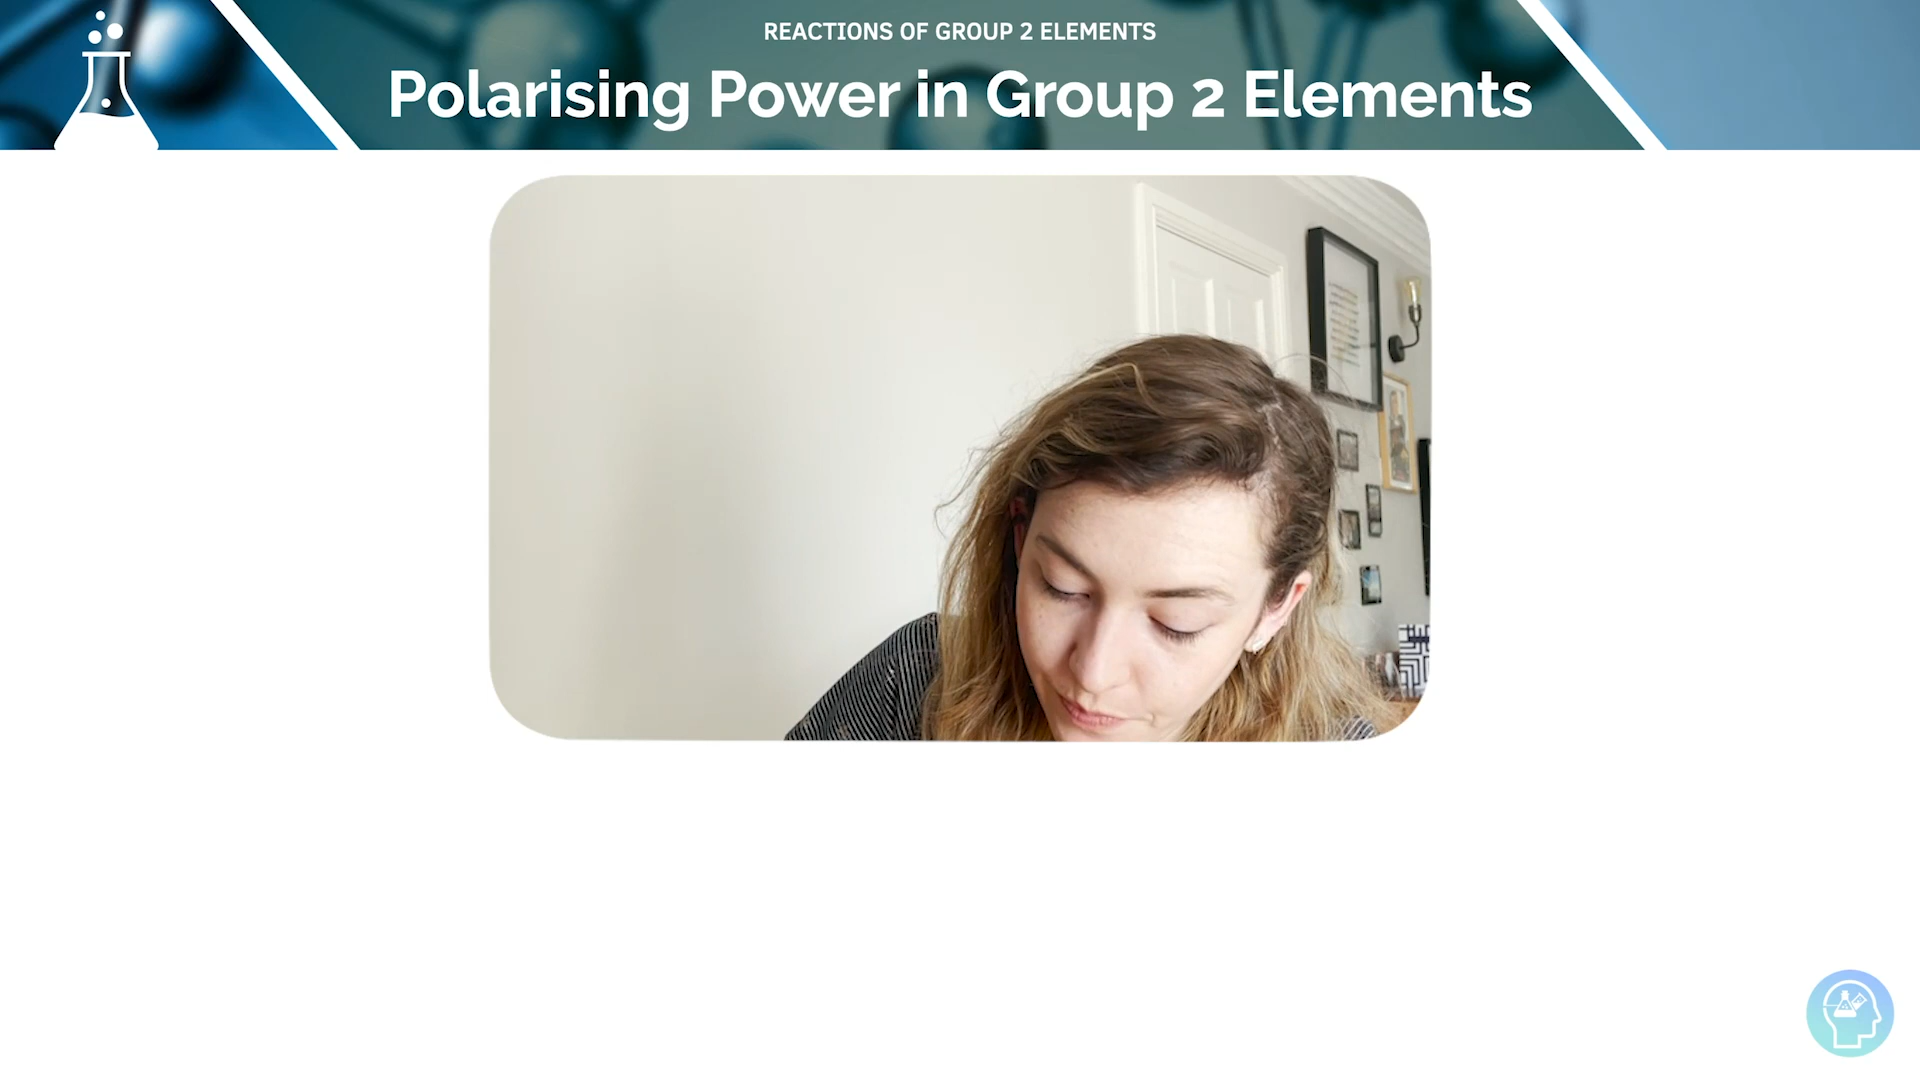 REACTIONS OF GROUP 2 ELEMENTS
Polarising Power in Group 2 Elements